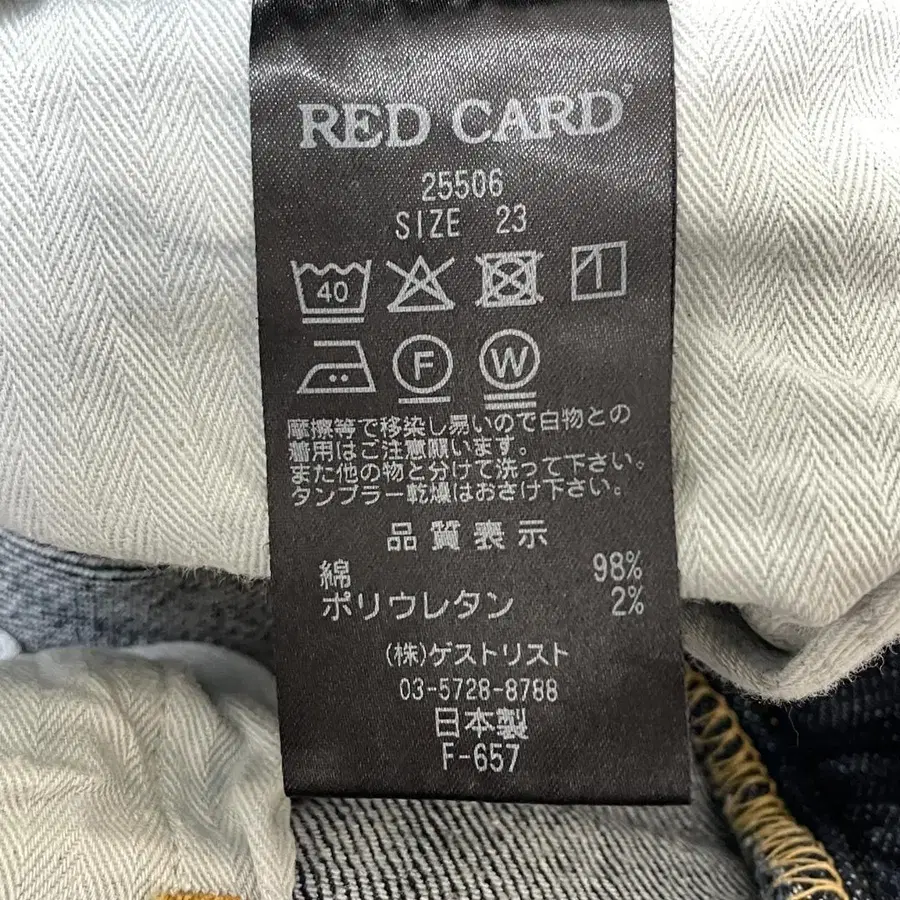 RED CARD
25506
SIZE 23
40
F W
摩擦等で移染し易いので白物との
着用はご注意願います。
また他の物と分けて洗って下さい。
タンブラー乾燥はおさけ下さい。
品質表示
綿 98%
ポリウレタン 2%
(株)ゲストリスト
03-5728-8788
日本製
F-657